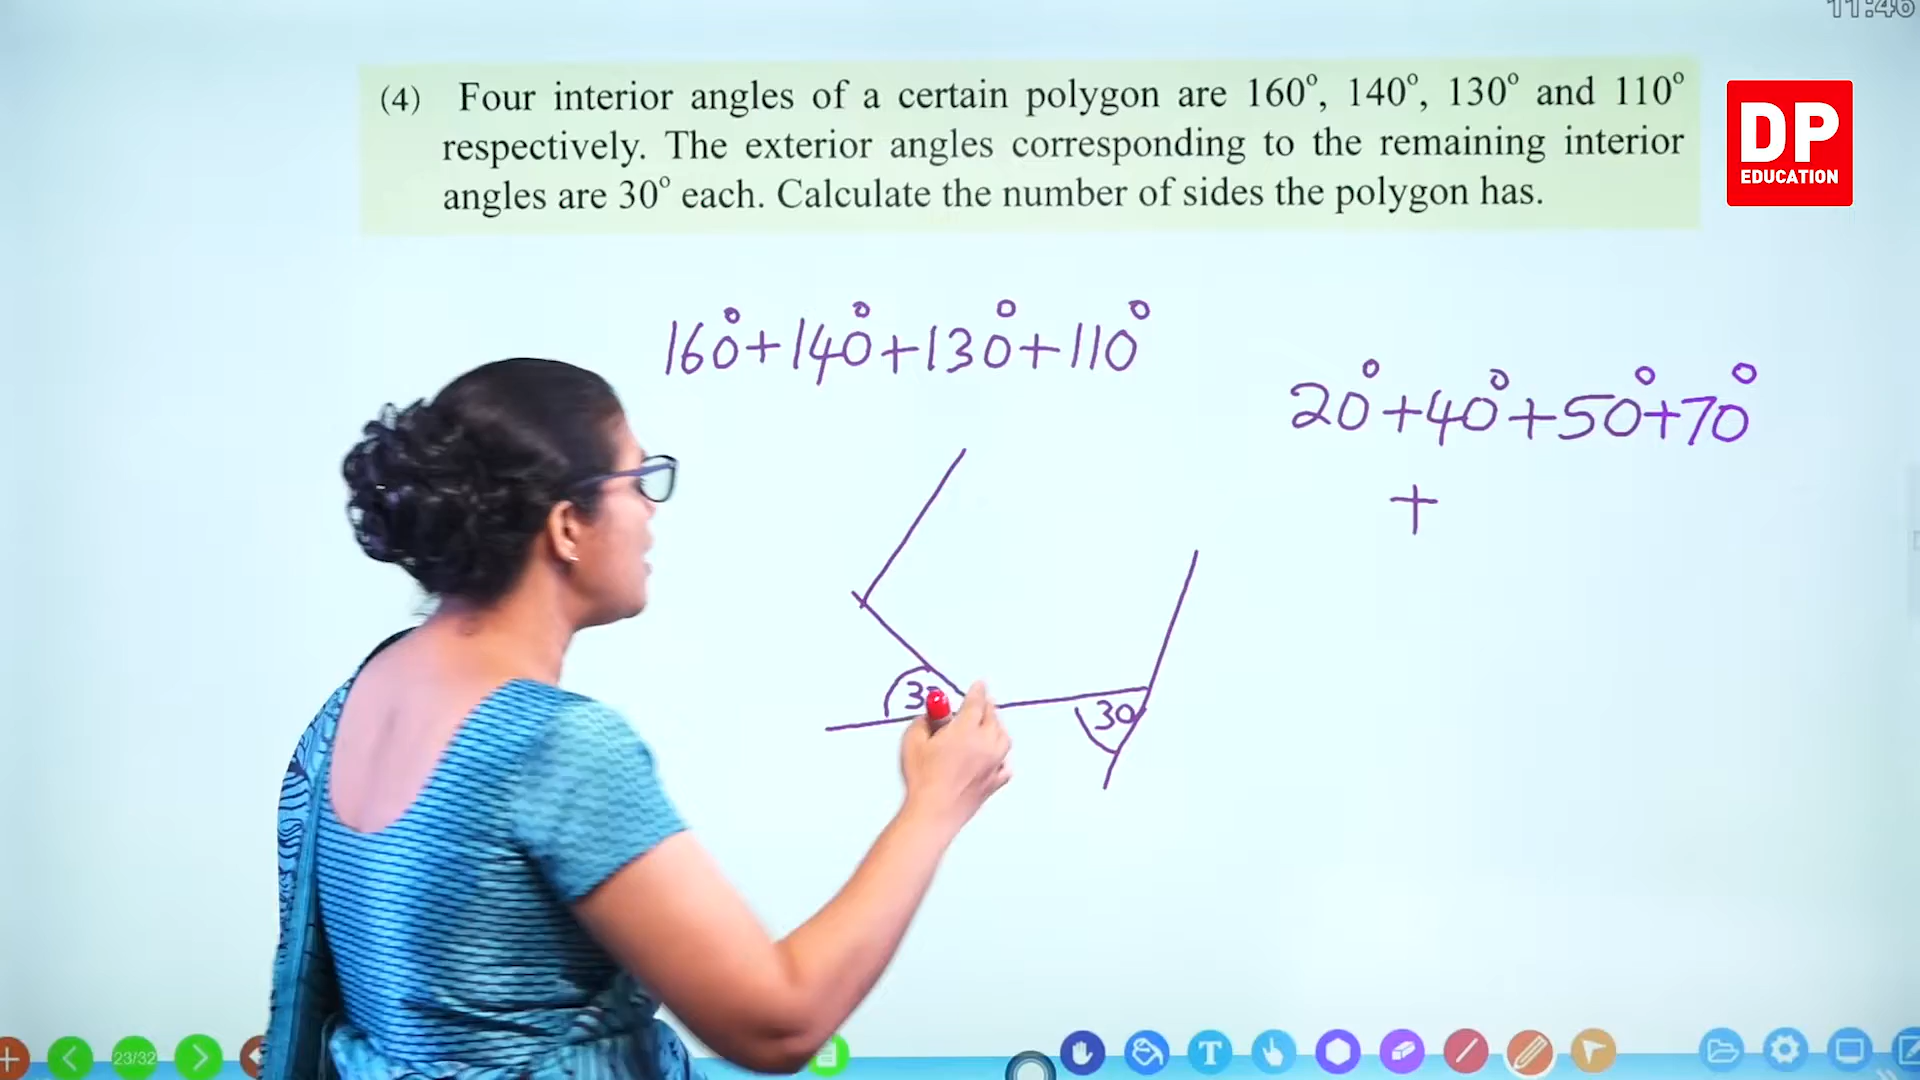 11:46
(4) Four interior angles of a certain polygon are 160°, 140°, 130° and 110°
respectively. The exterior angles corresponding to the remaining interior
angles are 30° each. Calculate the number of sides the polygon has.
DP
EDUCATION
160°+140°+130°+110°
20°+40°+50°+70°
+
30
23/32
T